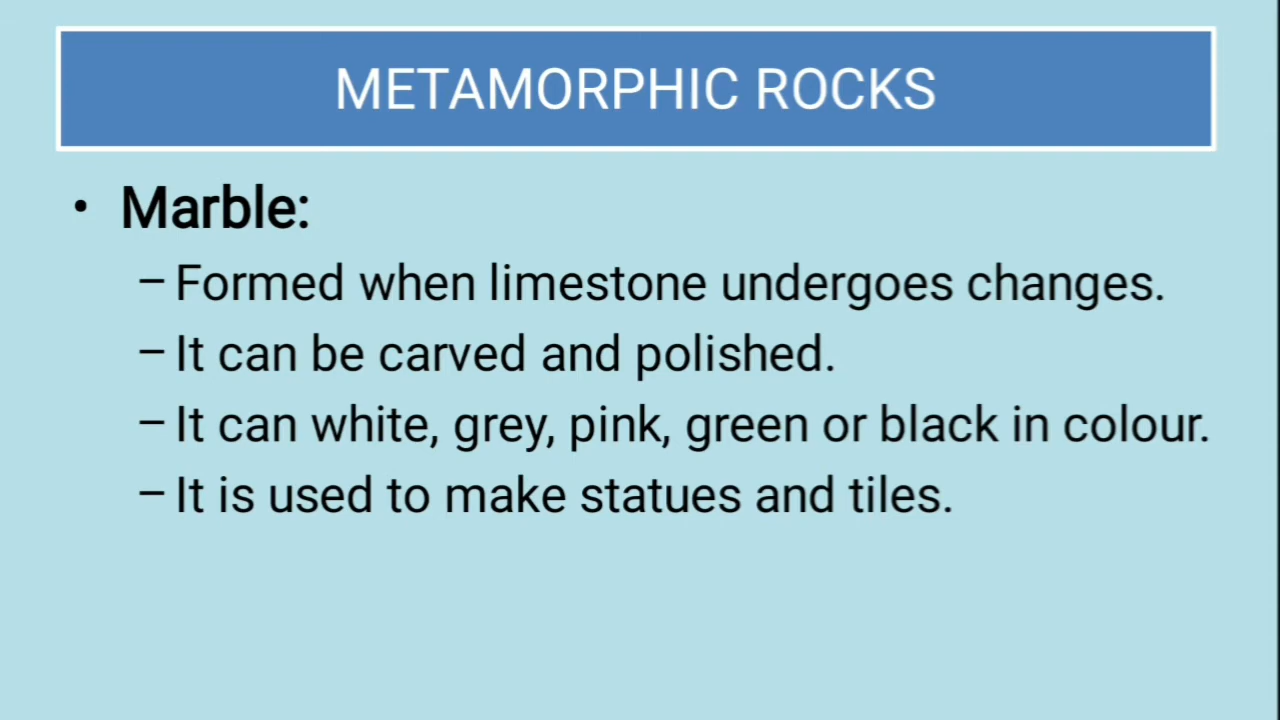 METAMORPHIC ROCKS
• Marble:
– Formed when limestone undergoes changes.
– It can be carved and polished.
– It can white, grey, pink, green or black in colour.
– It is used to make statues and tiles.